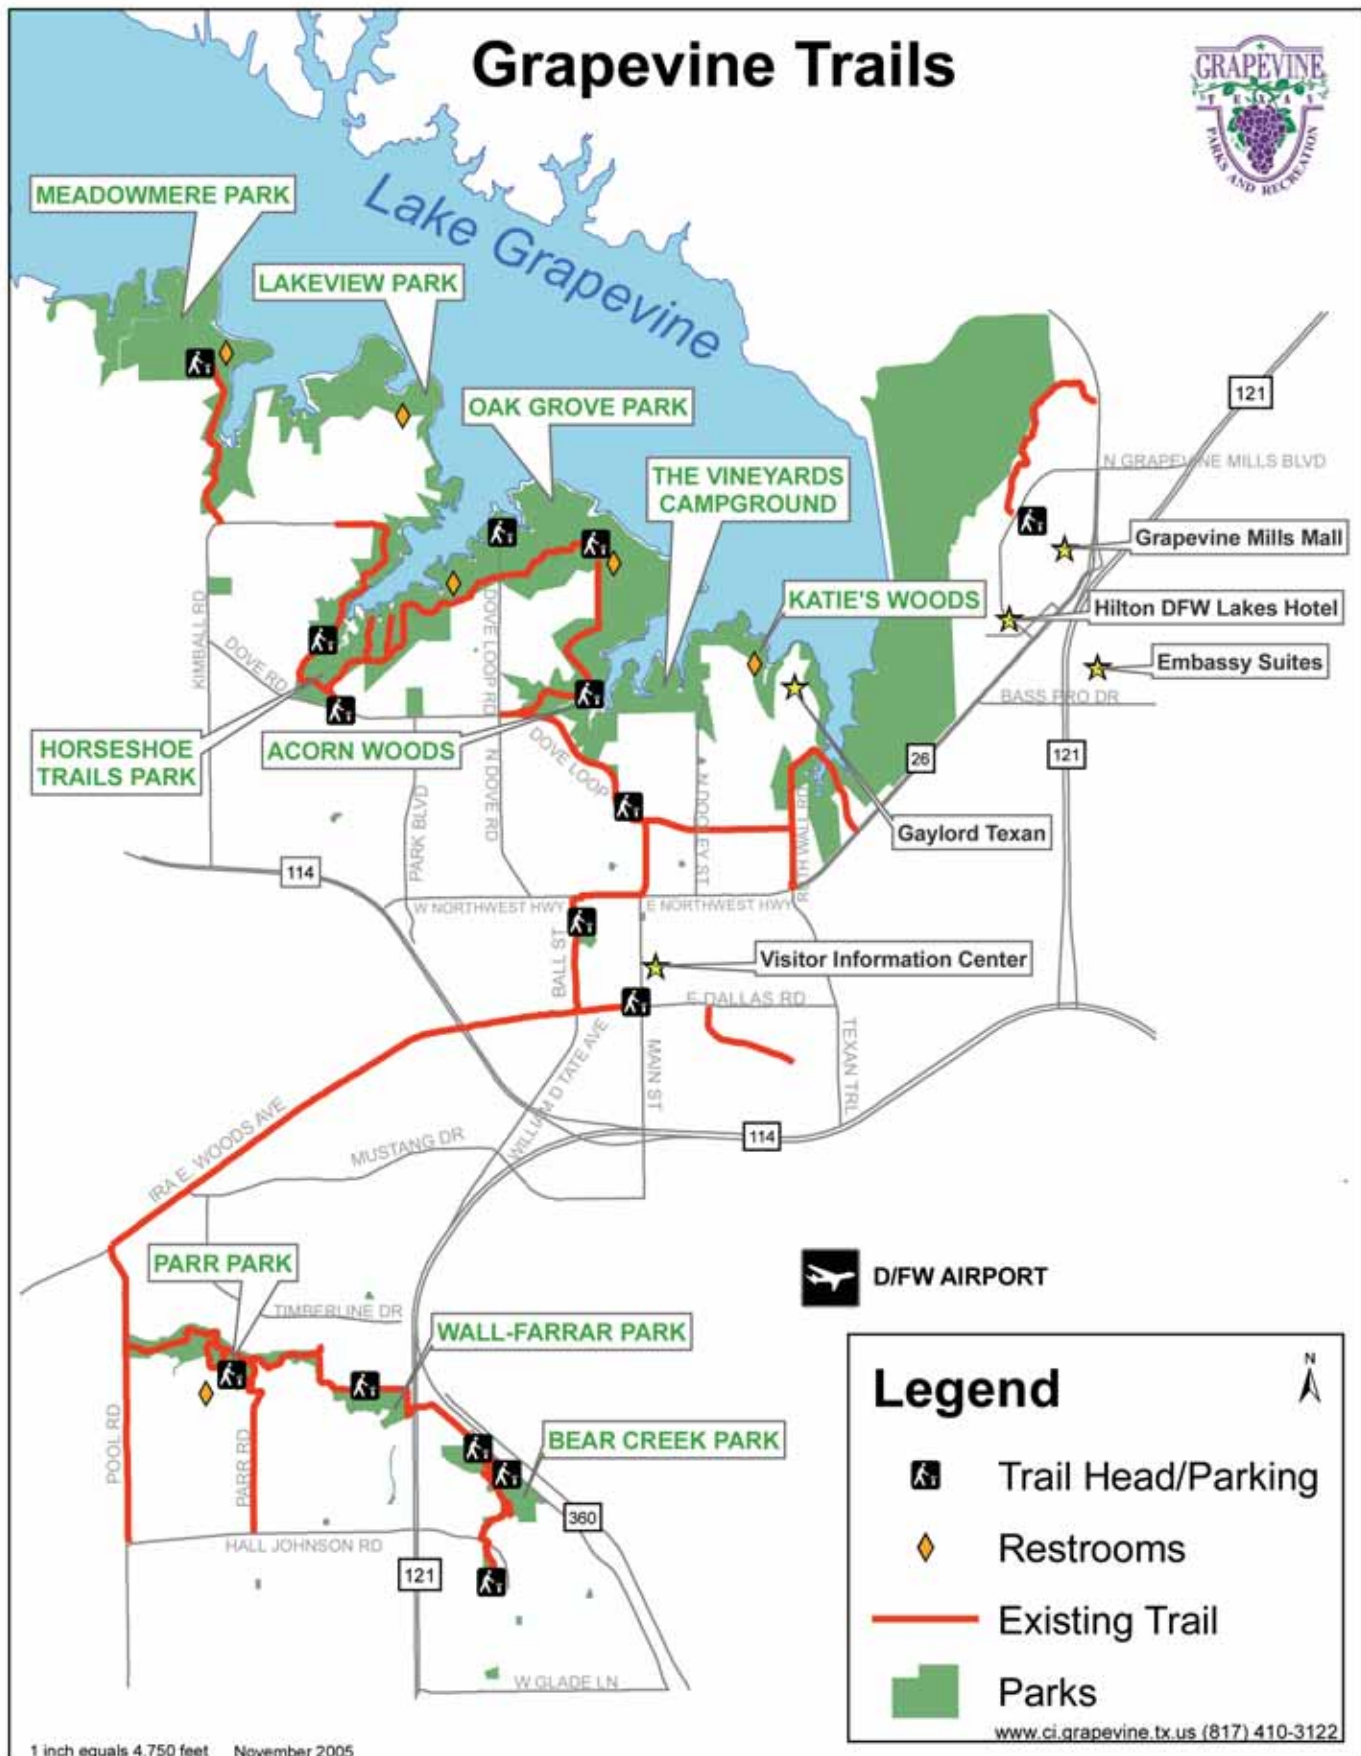 Grapevine Trails
GRAPEVINE
TEXAS
PARKS AND RECREATION
MEADOWMERE PARK
Lake Grapevine
LAKEVIEW PARK
OAK GROVE PARK
121
THE VINEYARDS
CAMPGROUND
N GRAPEVINE MILLS BLVD
Grapevine Mills Mall
KATIE'S WOODS
Hilton DFW Lakes Hotel
Embassy Suites
KIMBALL RD
DOVE RD
DOVE LOOP RD
BASS PRO DR
HORSESHOE
TRAILS PARK
ACORN WOODS
DOVE LOOP
26
121
N DOVE RD
PARK BLVD
N DOOLEY ST
RUTH WALL RD
Gaylord Texan
114
W NORTHWEST HWY
E NORTHWEST HWY
BALL ST
Visitor Information Center
E DALLAS RD
WILLIAM D TATE AVE
MAIN ST
TEXAN TRL
IRA E. WOODS AVE
MUSTANG DR
114
PARR PARK
D/FW AIRPORT
TIMBERLINE DR
WALL-FARRAR PARK
POOL RD
PARR RD
BEAR CREEK PARK
360
HALL JOHNSON RD
121
W GLADE LN
Legend
N
Trail Head/Parking
Restrooms
Existing Trail
Parks
www.ci.grapevine.tx.us (817) 410-3122
1 inch equals 4,750 feet November 2005